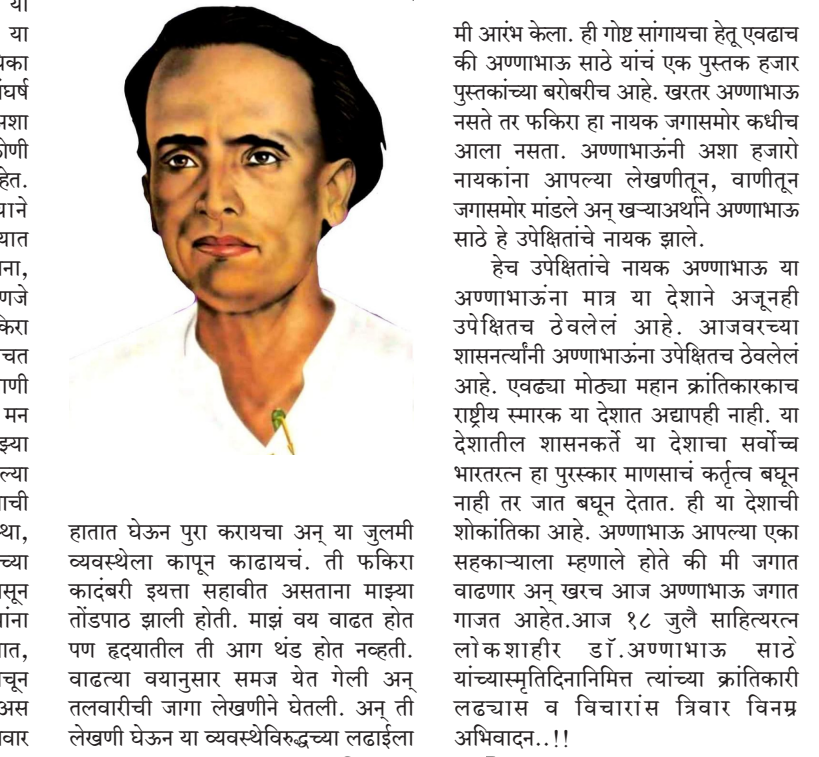 या
या
घर्ष
शा
हेत.
याने
यात
ना,
णजे
चत
मन
ल्या
ाची
था,
च्या
सून
ांना
ात,
चून
अस
वार
हातात घेऊन पुरा करायचा अन् या जुलमी
व्यवस्थेला कापून काढायचं. ती फकिरा
कादंबरी इयत्ता सहावीत असताना माझ्या
तोंडपाठ झाली होती. माझं वय वाढत होत
पण हृदयातील ती आग थंड होत नव्हती.
वाढत्या वयानुसार समज येत गेली अन्
तलवारीची जागा लेखणीने घेतली. अन् ती
लेखणी घेऊन या व्यवस्थेविरुद्धच्या लढाईला
मी आरंभ केला. ही गोष्ट सांगायचा हेतू एवढाच
की अण्णाभाऊ साठे यांचं एक पुस्तक हजार
पुस्तकांच्या बरोबरीच आहे. खरतर अण्णाभाऊ
नसते तर फकिरा हा नायक जगासमोर कधीच
आला नसता. अण्णाभाऊंनी अशा हजारो
नायकांना आपल्या लेखणीतून, वाणीतून
जगासमोर मांडले अन् खऱ्याअर्थाने अण्णाभाऊ
साठे हे उपेक्षितांचे नायक झाले.
हेच उपेक्षितांचे नायक अण्णाभाऊ या
अण्णाभाऊंना मात्र या देशाने अजूनही
उपेक्षितच ठेवलेलं आहे. आजवरच्या
शासनर्त्यांनी अण्णाभाऊंना उपेक्षितच ठेवलेलं
आहे. एवढ्या मोठ्या महान क्रांतिकारकाच
राष्ट्रीय स्मारक या देशात अद्यापही नाही. या
देशातील शासनकर्ते या देशाचा सर्वोच्च
भारतरत्न हा पुरस्कार माणसाचं कर्तृत्व बघून
नाही तर जात बघून देतात. ही या देशाची
शोकांतिका आहे. अण्णाभाऊ आपल्या एका
सहकाऱ्याला म्हणाले होते की मी जगात
वाढणार अन् खरच आज अण्णाभाऊ जगात
गाजत आहेत.आज १८ जुलै साहित्यरत्न
लोकशाहीर डॉ.अण्णाभाऊ साठे
यांच्यास्मृतिदिनानिमित्त त्यांच्या क्रांतिकारी
लढ्यास व विचारांस त्रिवार विनम्र
अभिवादन..!!